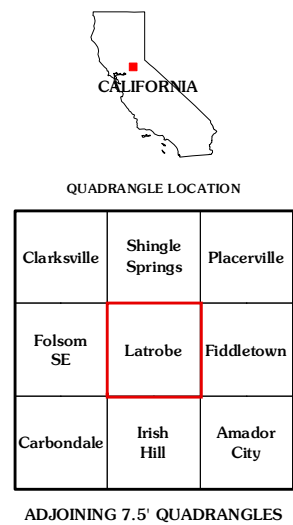 CALIFORNIA
QUADRANGLE LOCATION
Clarksville
Shingle
Springs
Placerville
Folsom
SE
Latrobe
Fiddletown
Carbondale
Irish
Hill
Amador
City
ADJOINING 7.5' QUADRANGLES